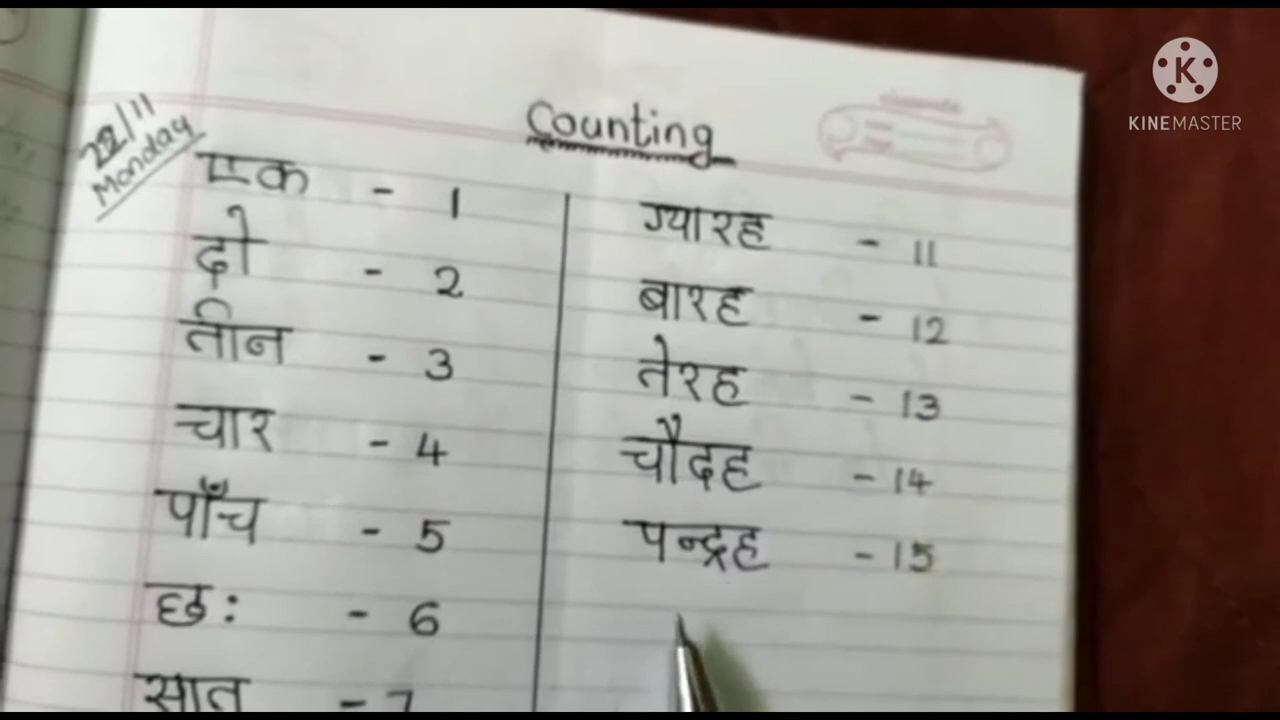 22/11
Monday
Counting
एक - 1
दो - 2
तीन - 3
चार - 4
पाँच - 5
छः - 6
सात - 7
ग्यारह - 11
बारह - 12
तेरह - 13
चौदह - 14
पन्द्रह - 15
K
KINEMASTER